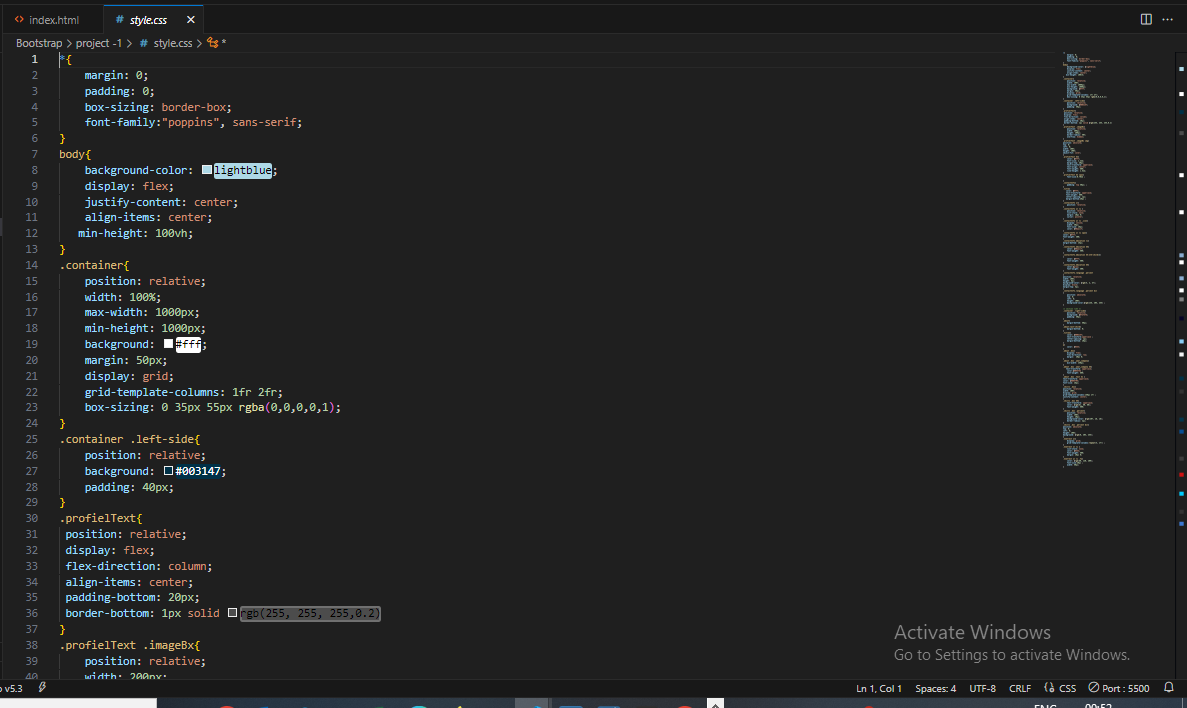 index.html
style.css
Bootstrap > project -1 > # style.css > *
1 *{
2 margin: 0;
3 padding: 0;
4 box-sizing: border-box;
5 font-family:"poppins", sans-serif;
6 }
7 body{
8 background-color: lightblue;
9 display: flex;
10 justify-content: center;
11 align-items: center;
12 min-height: 100vh;
13 }
14 .container{
15 position: relative;
16 width: 100%;
17 max-width: 1000px;
18 min-height: 1000px;
19 background: #fff;
20 margin: 50px;
21 display: grid;
22 grid-template-columns: 1fr 2fr;
23 box-sizing: 0 35px 55px rgba(0,0,0,0,1);
24 }
25 .container .left-side{
26 position: relative;
27 background: #003147;
28 padding: 40px;
29 }
30 .profielText{
31 position: relative;
32 display: flex;
33 flex-direction: column;
34 align-items: center;
35 padding-bottom: 20px;
36 border-bottom: 1px solid rgb(255, 255, 255,0.2)
37 }
38 .profielText .imageBx{
39 position: relative;
40 width: 200px;
Activate Windows
Go to Settings to activate Windows.
v5.3
Ln 1, Col 1 Spaces: 4 UTF-8 CRLF CSS Port : 5500
ENG 00:52